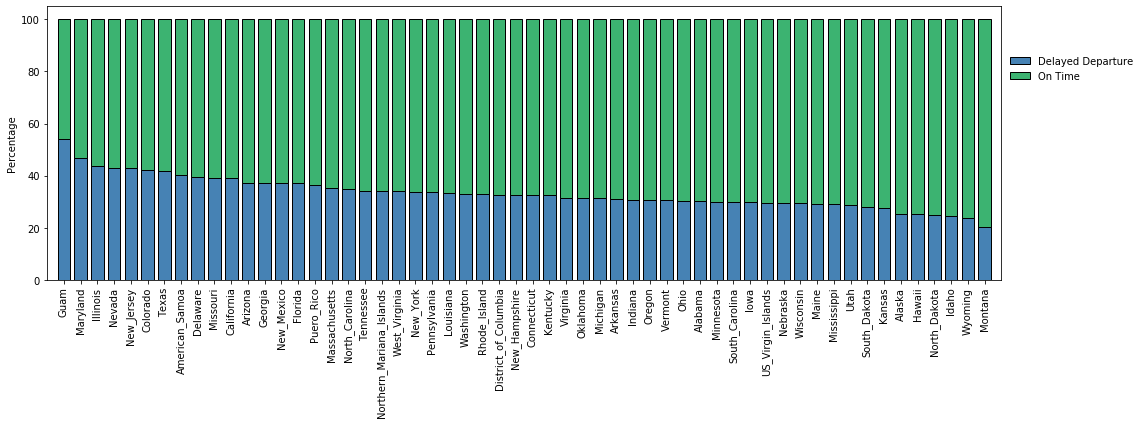 100
80
60
40
20
0
Percentage
Delayed Departure
On Time
Guam
Maryland
Illinois
Nevada
New_Jersey
Colorado
Texas
American_Samoa
Delaware
Missouri
California
Arizona
Georgia
New_Mexico
Florida
Puero_Rico
Massachusetts
North_Carolina
Tennessee
Northern_Mariana_Islands
West_Virginia
New_York
Pennsylvania
Louisiana
Washington
Rhode_Island
District_of_Columbia
New_Hampshire
Connecticut
Kentucky
Virginia
Oklahoma
Michigan
Arkansas
Indiana
Oregon
Vermont
Ohio
Alabama
Minnesota
South_Carolina
Iowa
US_Virgin_Islands
Nebraska
Wisconsin
Maine
Mississippi
Utah
South_Dakota
Kansas
Alaska
Hawaii
North_Dakota
Idaho
Wyoming
Montana